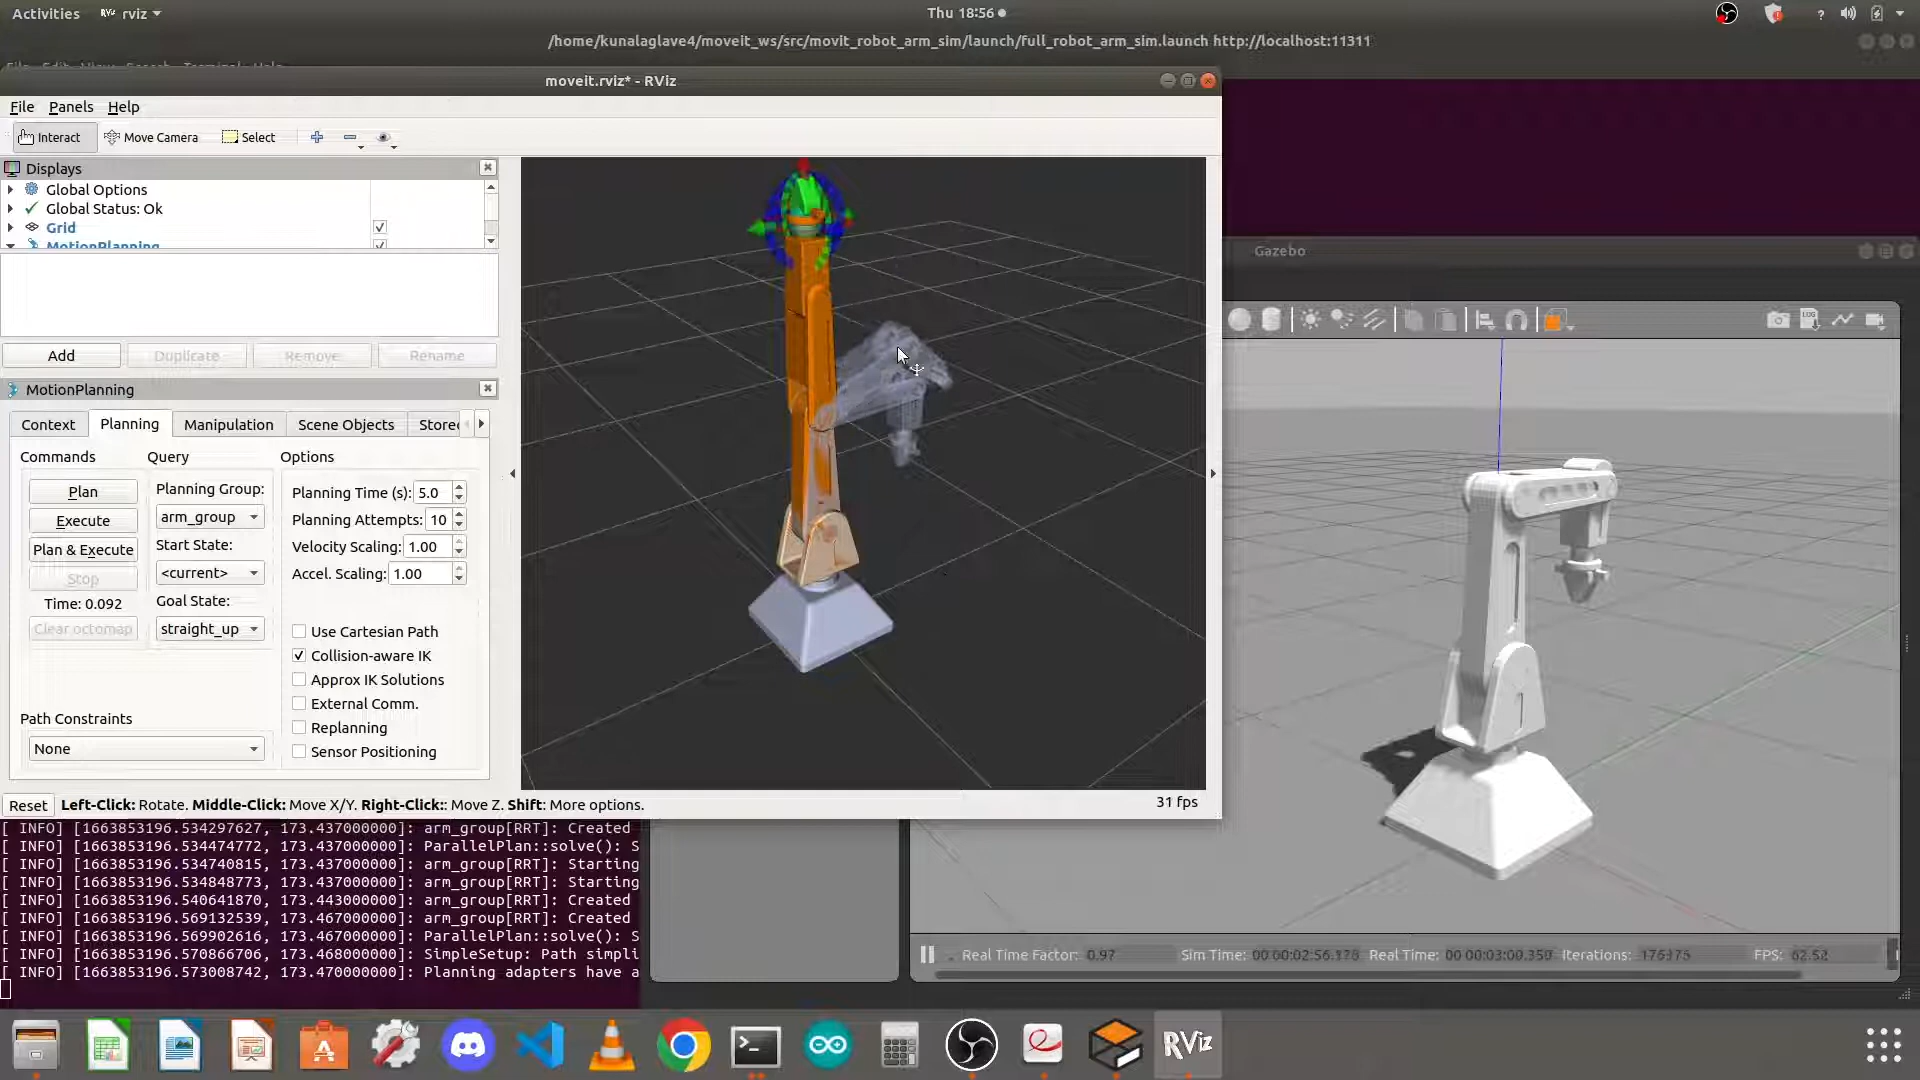 Activities
rviz
Thu 18:56
/home/kunalaglave4/moveit_ws/src/movit_robot_arm_sim/launch/full_robot_arm_sim.launch http://localhost:11311
moveit.rviz* - RViz
File Panels Help
Interact Move Camera Select
Displays
Global Options
Global Status: Ok
Grid
MotionPlanning
Add Duplicate Remove Rename
MotionPlanning
Context Planning Manipulation Scene Objects Store
Commands Query Options
Plan
Execute
Plan & Execute
Stop
Time: 0.092
Clear octomap
Planning Group:
arm_group
Start State:
<current>
Goal State:
straight_up
Planning Time (s): 5.0
Planning Attempts: 10
Velocity Scaling: 1.00
Accel. Scaling: 1.00
Use Cartesian Path
Collision-aware IK
Approx IK Solutions
External Comm.
Replanning
Sensor Positioning
Path Constraints
None
Reset Left-Click: Rotate. Middle-Click: Move X/Y. Right-Click:: Move Z. Shift: More options.
31 fps
Gazebo
LOG
[ INFO] [1663853196.534297627, 173.437000000]: arm_group[RRT]: Created
[ INFO] [1663853196.534474772, 173.437000000]: ParallelPlan::solve(): S
[ INFO] [1663853196.534740815, 173.437000000]: arm_group[RRT]: Starting
[ INFO] [1663853196.534848773, 173.437000000]: arm_group[RRT]: Starting
[ INFO] [1663853196.540641870, 173.443000000]: arm_group[RRT]: Created
[ INFO] [1663853196.569132539, 173.467000000]: arm_group[RRT]: Created
[ INFO] [1663853196.569902616, 173.467000000]: ParallelPlan::solve(): S
[ INFO] [1663853196.570866706, 173.468000000]: SimpleSetup: Path simpli
[ INFO] [1663853196.573008742, 173.470000000]: Planning adapters have a
Real Time Factor: 0.97 Sim Time: Real Time: 00 00:03:00.350 Iterations: FPS:
RViz